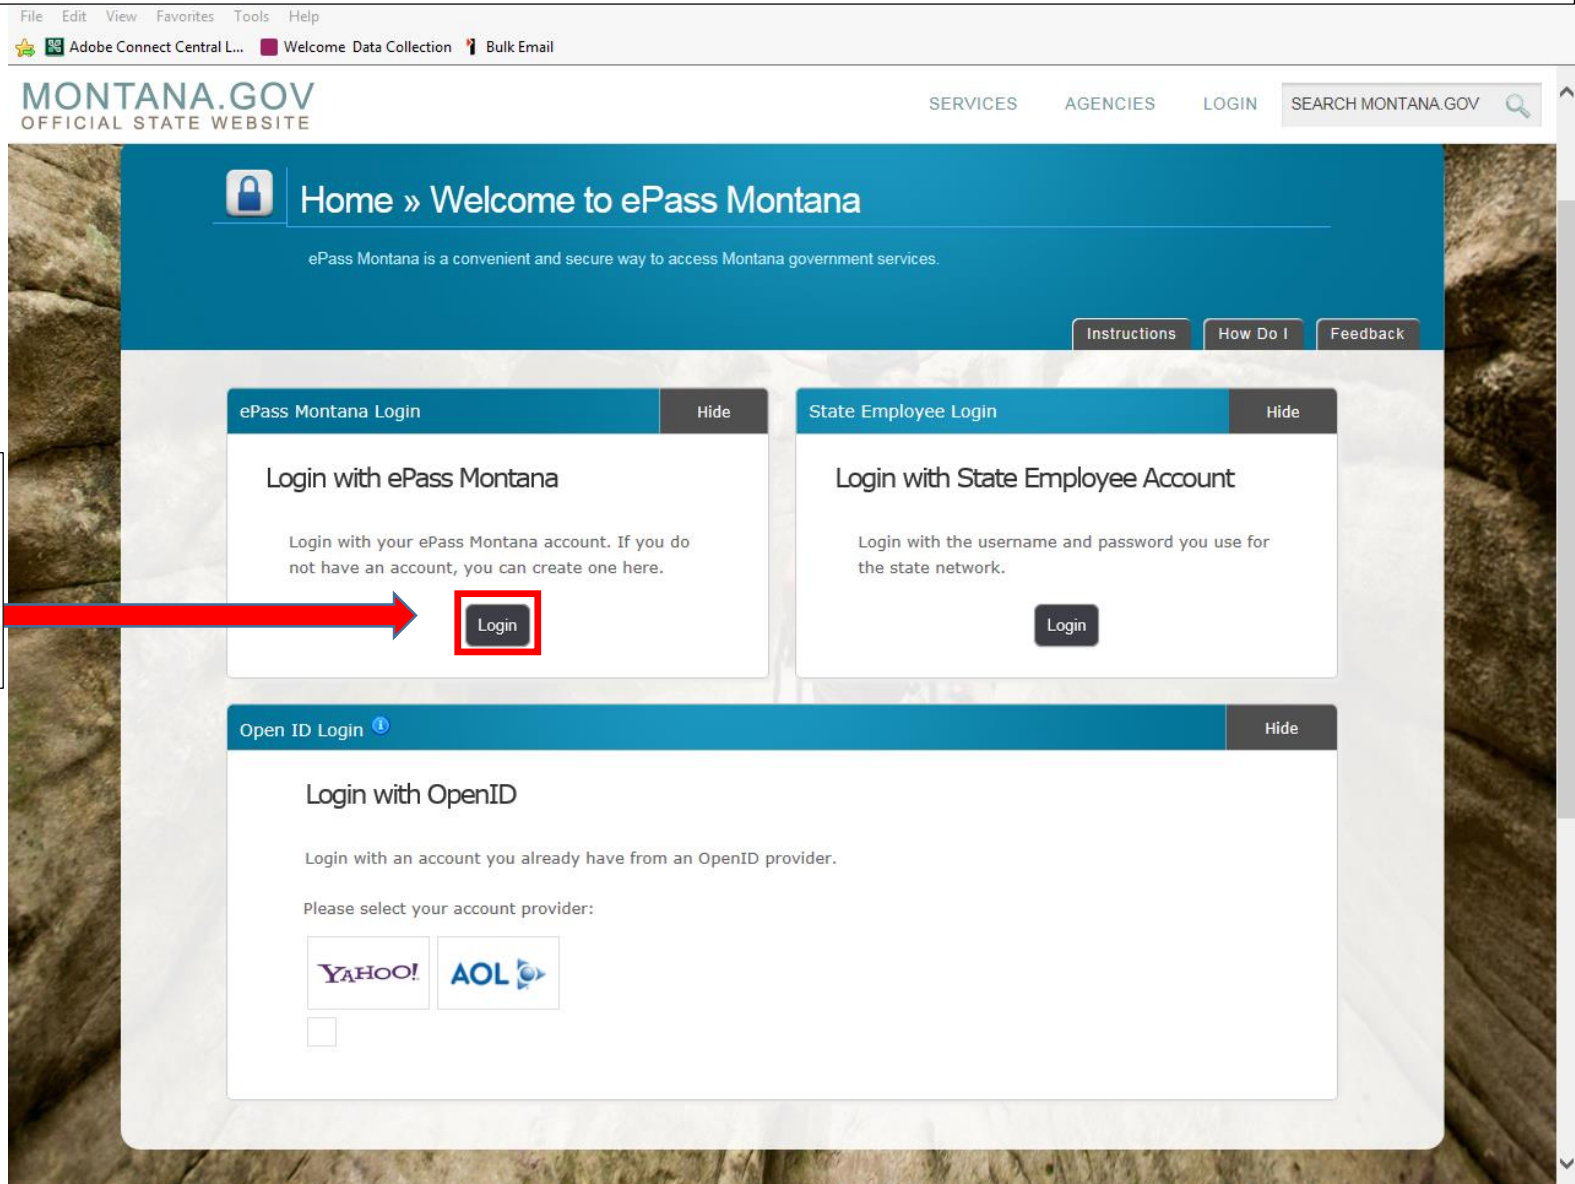 File Edit View Favorites Tools Help
Adobe Connect Central L... Welcome Data Collection Bulk Email
MONTANA.GOV
OFFICIAL STATE WEBSITE
SERVICES AGENCIES LOGIN SEARCH MONTANA.GOV
Home » Welcome to ePass Montana
ePass Montana is a convenient and secure way to access Montana government services.
Instructions How Do I Feedback
ePass Montana Login Hide
Login with ePass Montana
Login with your ePass Montana account. If you do
not have an account, you can create one here.
Login
State Employee Login Hide
Login with State Employee Account
Login with the username and password you use for
the state network.
Login
Open ID Login Hide
Login with OpenID
Login with an account you already have from an OpenID provider.
Please select your account provider:
YAHOO! AOL